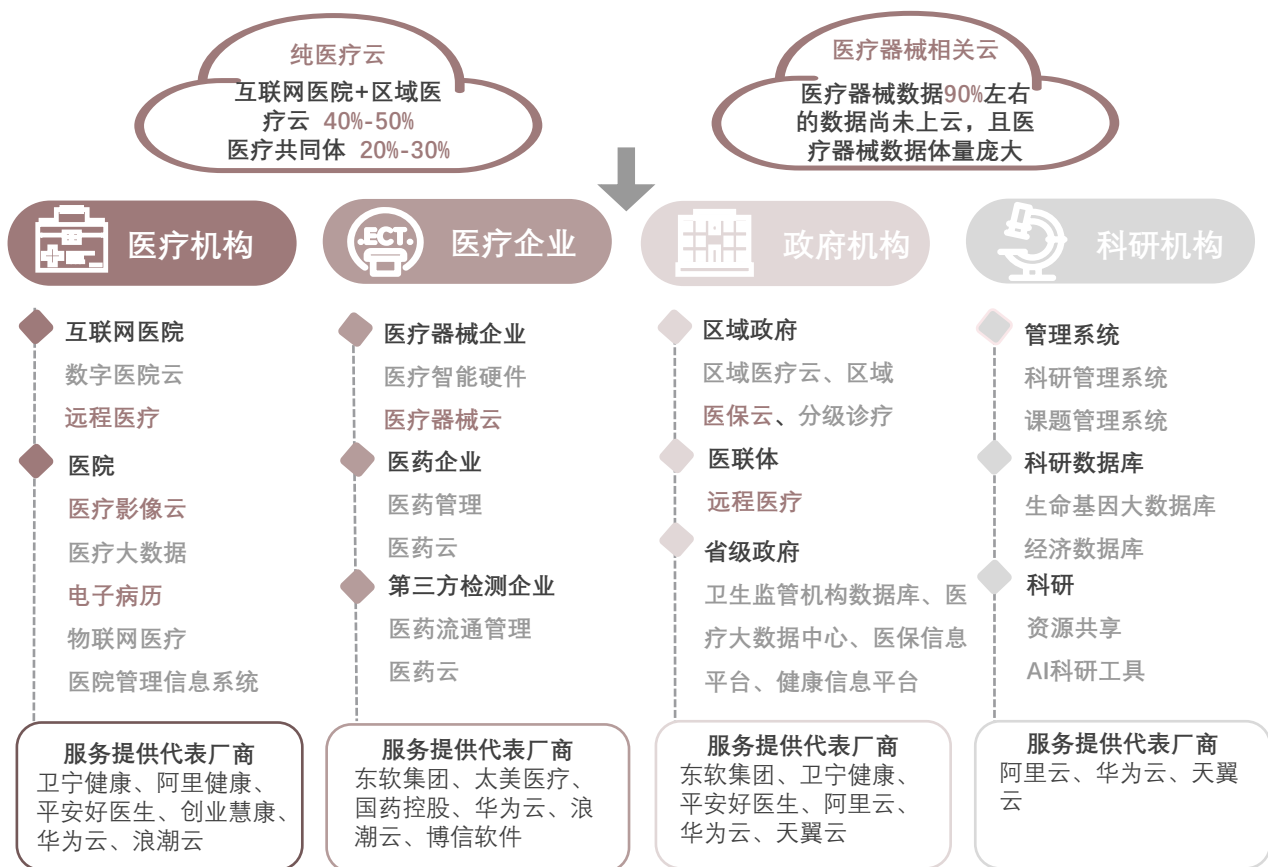 纯医疗云
互联网医院+区域医
疗云 40%-50%
医疗共同体 20%-30%
医疗器械相关云
医疗器械数据90%左右
的数据尚未上云，且医
疗器械数据体量庞大
医疗机构
互联网医院
数字医院云
远程医疗
医院
医疗影像云
医疗大数据
电子病历
物联网医疗
医院管理信息系统
服务提供代表厂商
卫宁健康、阿里健康、
平安好医生、创业慧康、
华为云、浪潮云
ECT
医疗企业
医疗器械企业
医疗智能硬件
医疗器械云
医药企业
医药管理
医药云
第三方检测企业
医药流通管理
医药云
服务提供代表厂商
东软集团、太美医疗、
国药控股、华为云、浪
潮云、博信软件
政府机构
区域政府
区域医疗云、区域
医保云、分级诊疗
医联体
远程医疗
省级政府
卫生监管机构数据库、医
疗大数据中心、医保信息
平台、健康信息平台
服务提供代表厂商
东软集团、卫宁健康、
平安好医生、阿里云、
华为云、天翼云
科研机构
管理系统
科研管理系统
课题管理系统
科研数据库
生命基因大数据库
经济数据库
科研
资源共享
AI科研工具
服务提供代表厂商
阿里云、华为云、天翼
云